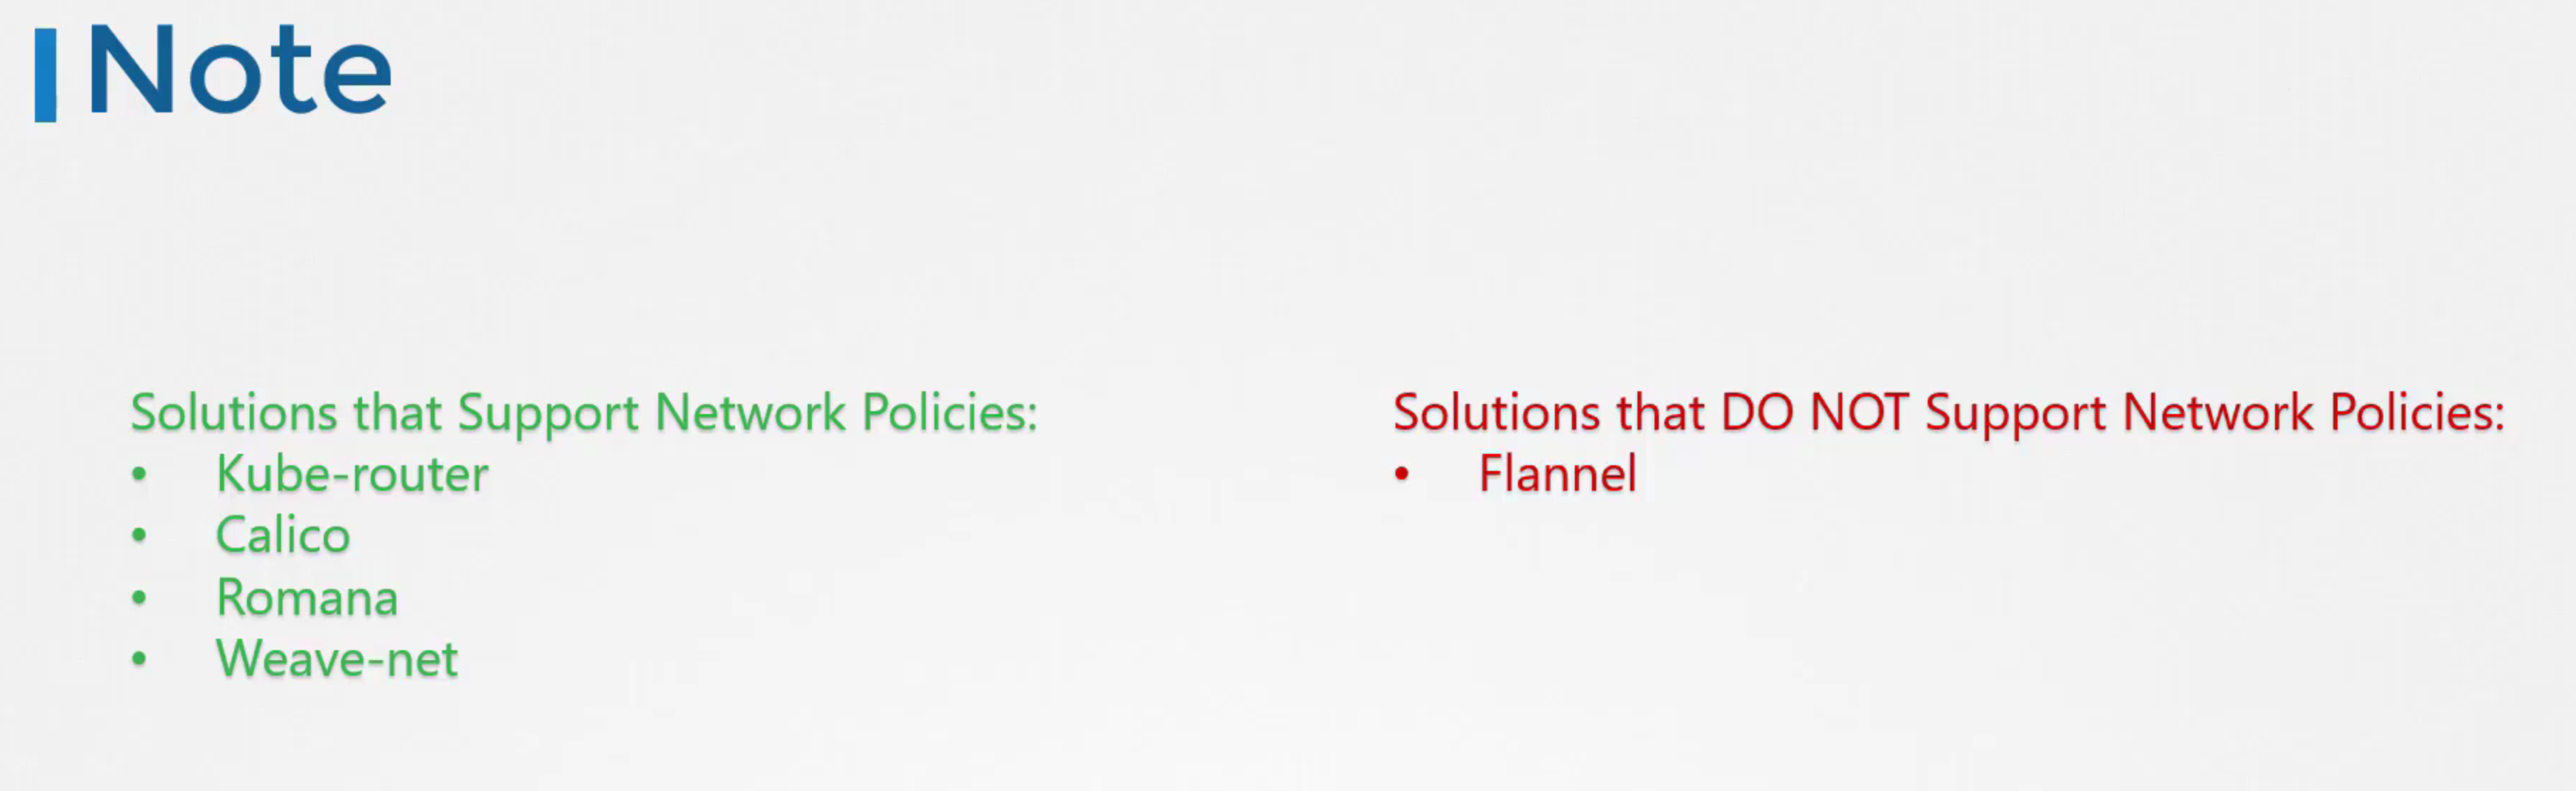 Note
Solutions that Support Network Policies:
• Kube-router
• Calico
• Romana
• Weave-net
Solutions that DO NOT Support Network Policies:
• Flannel